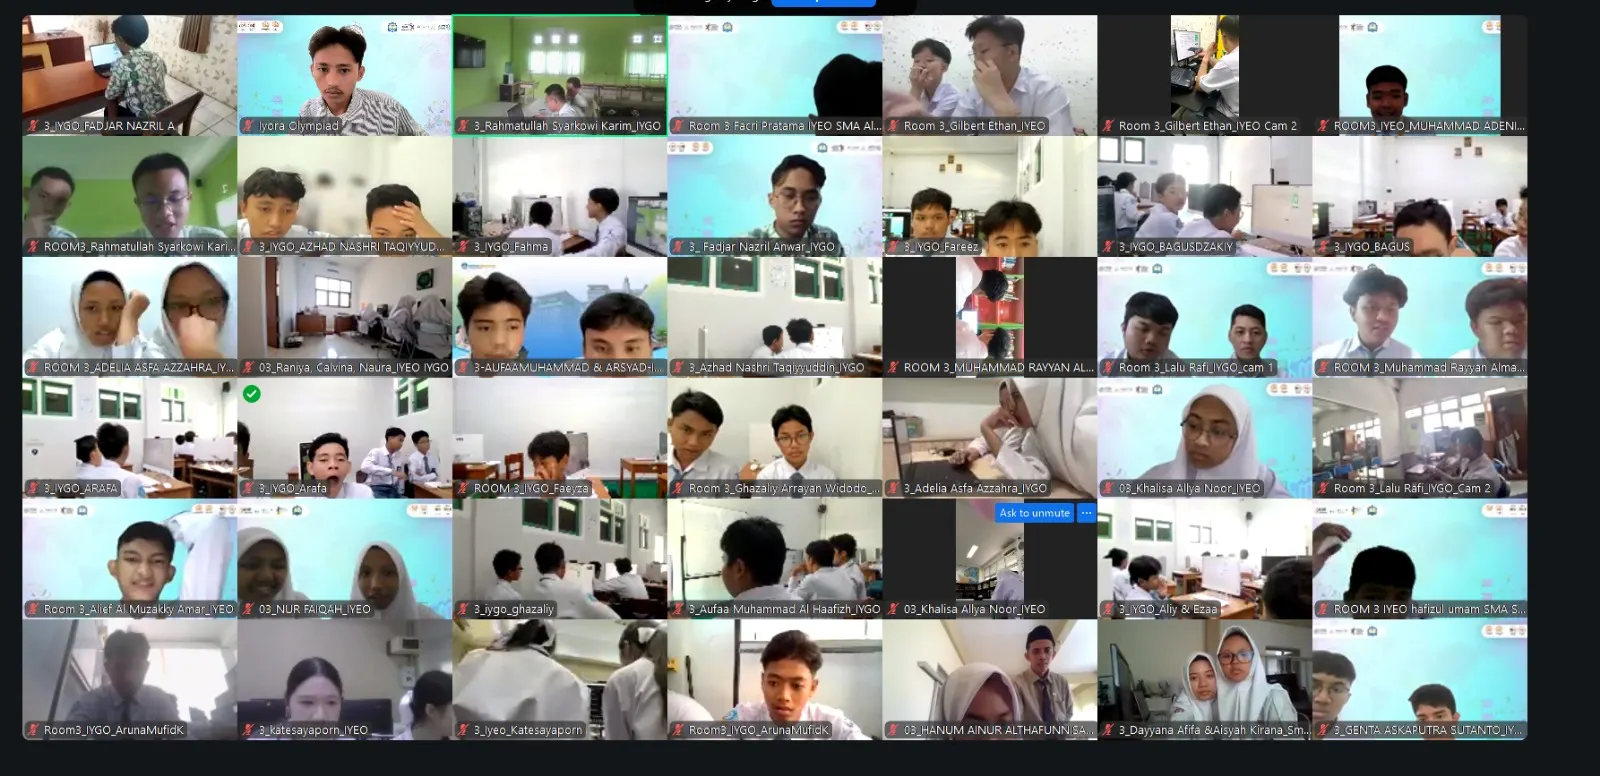 3_IYGO_FADJAR NAZRIL A
Iyora Olympiad
3_Rahmatullah Syarkowi Karim_IYGO
Room 3 Facri Pratama IYEO SMA Al...
Room 3_Gilbert Ethan_IYEO
Room 3_Gilbert Ethan_IYEO Cam 2
ROOM3_IYEO_MUHAMMAD ADENI...
ROOM3_Rahmatullah Syarkowi Kari...
3_IYGO_AZHAD NASHRI TAQIYYUD...
3_IYGO_Fahma
3_ Fadjar Nazril Anwar_IYGO
3_IYGO_Fareez
3_IYGO_BAGUSDZAKIY
3_IYGO_BAGUS
ROOM 3_ADELIA ASFA AZZAHRA_IY...
03_Raniya, Calvina, Naura_IYEO IYGO
3-AUFAAMUHAMMAD & ARSYAD-I...
3_Azhad Nashri Taqiyyuddin_IYGO
ROOM 3_MUHAMMAD RAYYAN AL...
Room 3_Lalu Rafi_IYGO_cam 1
ROOM 3_Muhammad Rayyan Alma...
3_IYGO_ARAFA
3_IYGO_Arafa
ROOM 3_IYGO_Faeyza
Room 3_Ghazaliy Arrayan Widodo_...
3_Adelia Asfa Azzahra_IYGO
03_Khalisa Allya Noor_IYEO
Room 3_Lalu Rafi_IYGO_Cam 2
Ask to unmute ...
Room 3_Alief Al Muzakky Amar_IYEO
03_NUR FAIQAH_IYEO
3_iygo_ghazaliy
3_Aufaa Muhammad Al Haafizh_IYGO
03_Khalisa Allya Noor_IYEO
3_IYGO_Aliy & Ezaa
ROOM 3 IYEO hafizul umam SMA S...
Room3_IYGO_ArunaMufidK
3_katesayaporn_IYEO
3_Iyeo_Katesayaporn
Room3_IYGO_ArunaMufidK
03_HANUM AINUR ALTHAFUNNISA...
3_Dayyana Afifa &Aisyah Kirana_Sm...
3_GENTA ASKAPUTRA SUTANTO_IY...